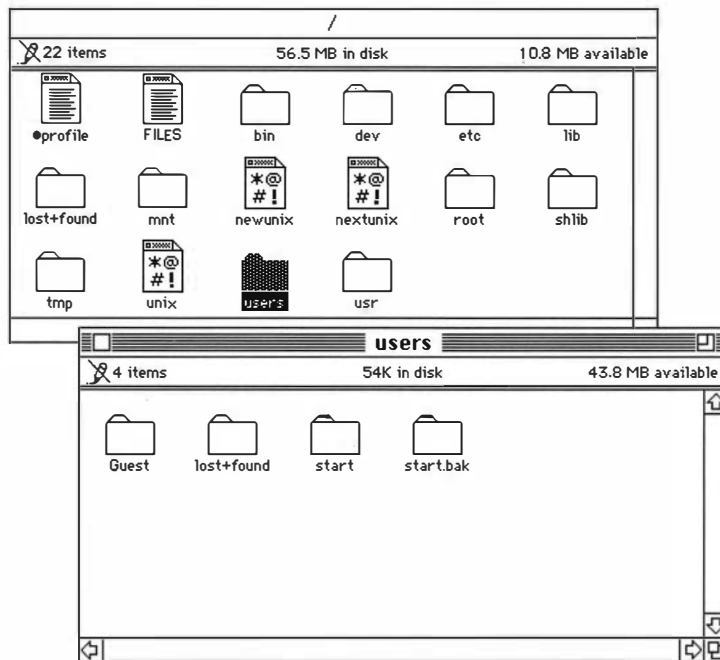 /
22 items 56.5 MB in disk 10.8 MB available
●profile FILES bin dev etc lib
lost+found mnt newunix nextunix root shlib
tmp unix users usr
users
4 items 54K in disk 43.8 MB available
Guest lost+found start start.bak